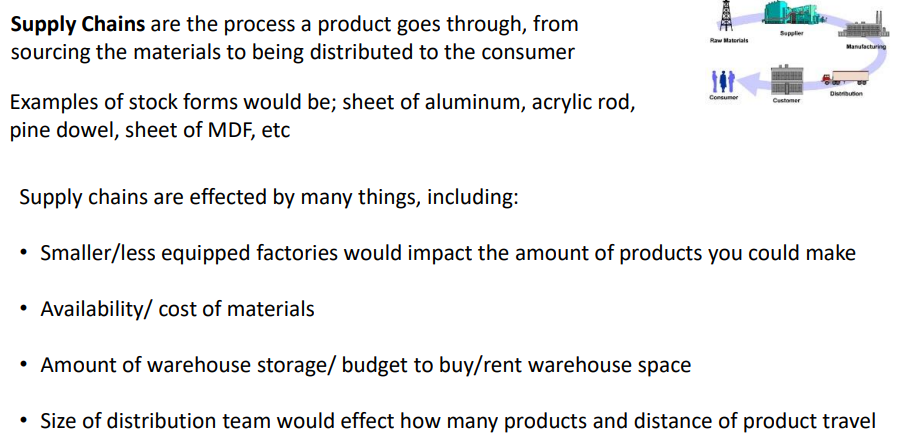 Supply Chains are the process a product goes through, from
sourcing the materials to being distributed to the consumer
Raw Materials
Supplier
Manufacturing
Consumer
Customer
Distribution
Examples of stock forms would be; sheet of aluminum, acrylic rod,
pine dowel, sheet of MDF, etc
Supply chains are effected by many things, including:
• Smaller/less equipped factories would impact the amount of products you could make
• Availability/ cost of materials
• Amount of warehouse storage/ budget to buy/rent warehouse space
• Size of distribution team would effect how many products and distance of product travel